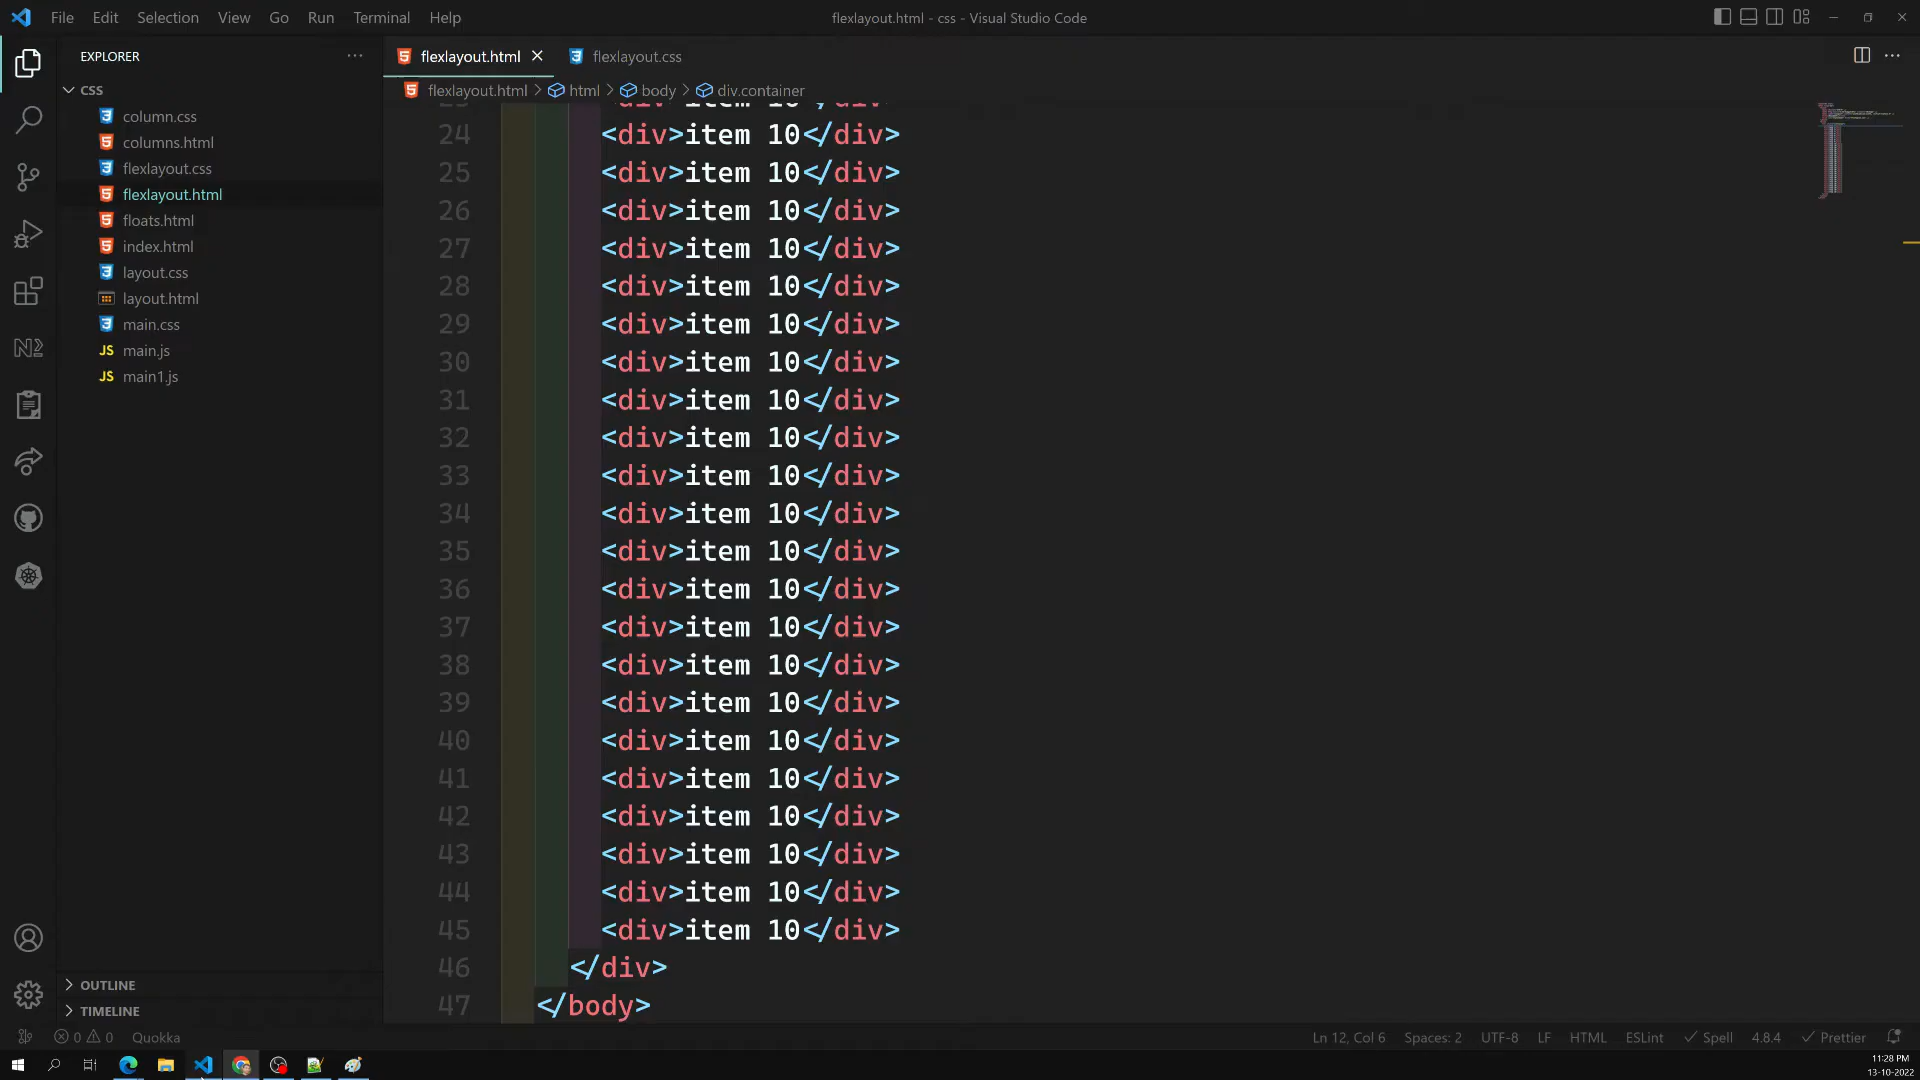 File Edit Selection View Go Run Terminal Help
flexlayout.html - css - Visual Studio Code
EXPLORER
CSS
column.css
columns.html
flexlayout.css
flexlayout.html
floats.html
index.html
layout.css
layout.html
main.css
JS main.js
JS main1.js
OUTLINE
TIMELINE
flexlayout.html flexlayout.css
flexlayout.html > html > body > div.container
24 <div>item 10</div>
25 <div>item 10</div>
26 <div>item 10</div>
27 <div>item 10</div>
28 <div>item 10</div>
29 <div>item 10</div>
30 <div>item 10</div>
31 <div>item 10</div>
32 <div>item 10</div>
33 <div>item 10</div>
34 <div>item 10</div>
35 <div>item 10</div>
36 <div>item 10</div>
37 <div>item 10</div>
38 <div>item 10</div>
39 <div>item 10</div>
40 <div>item 10</div>
41 <div>item 10</div>
42 <div>item 10</div>
43 <div>item 10</div>
44 <div>item 10</div>
45 <div>item 10</div>
46 </div>
47 </body>
0 0 Quokka
Ln 12, Col 6 Spaces: 2 UTF-8 LF HTML ESLint Spell 4.8.4 Prettier
11:28 PM
13-10-2022